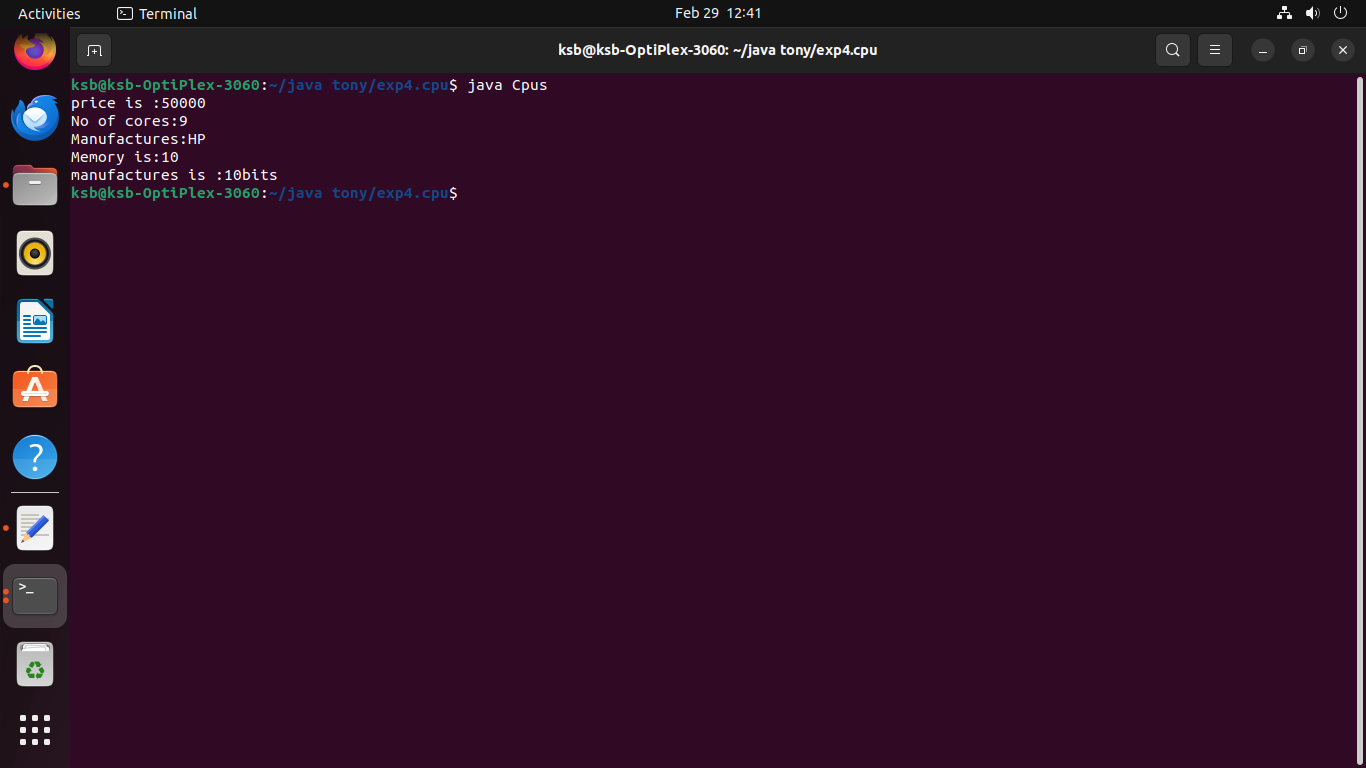 Activities
Terminal
Feb 29 12:41
ksb@ksb-OptiPlex-3060: ~/java tony/exp4.cpu
ksb@ksb-OptiPlex-3060:~/java tony/exp4.cpu$ java Cpus
price is :50000
No of cores:9
Manufactures:HP
Memory is:10
manufactures is :10bits
ksb@ksb-OptiPlex-3060:~/java tony/exp4.cpu$